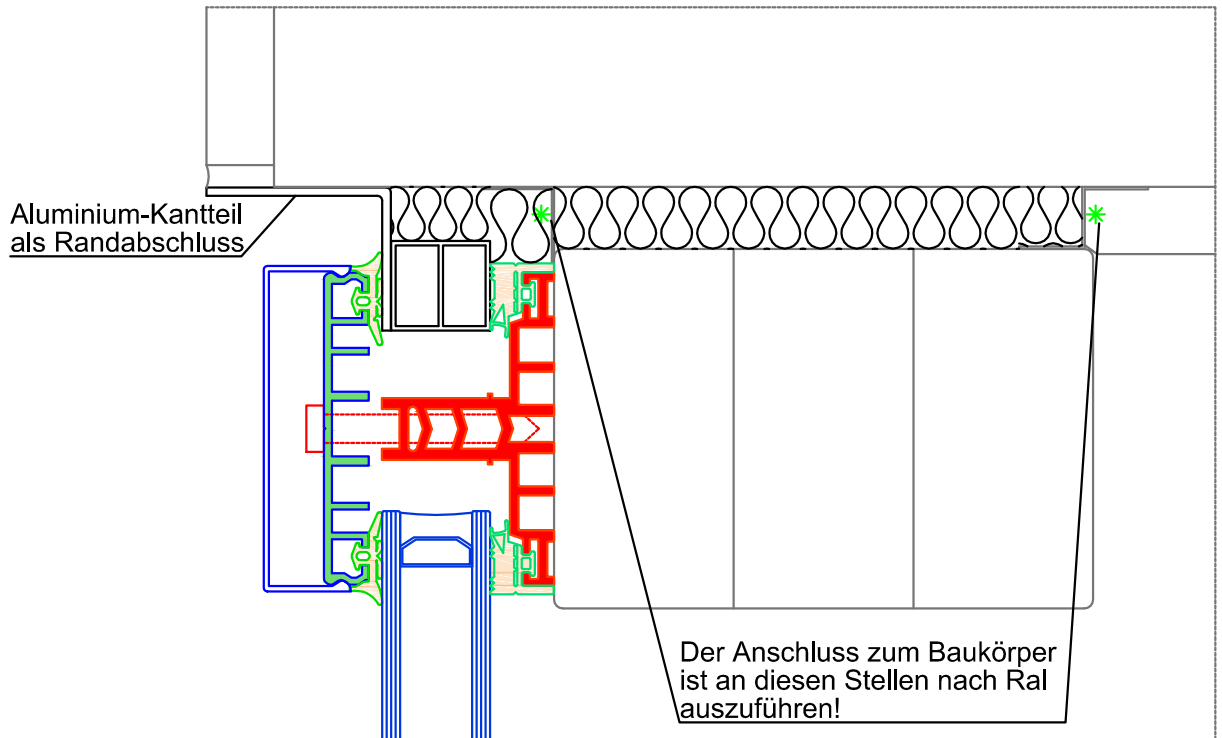 Aluminium-Kantteil
als Randabschluss
Der Anschluss zum Baukörper
ist an diesen Stellen nach Ral
auszuführen!